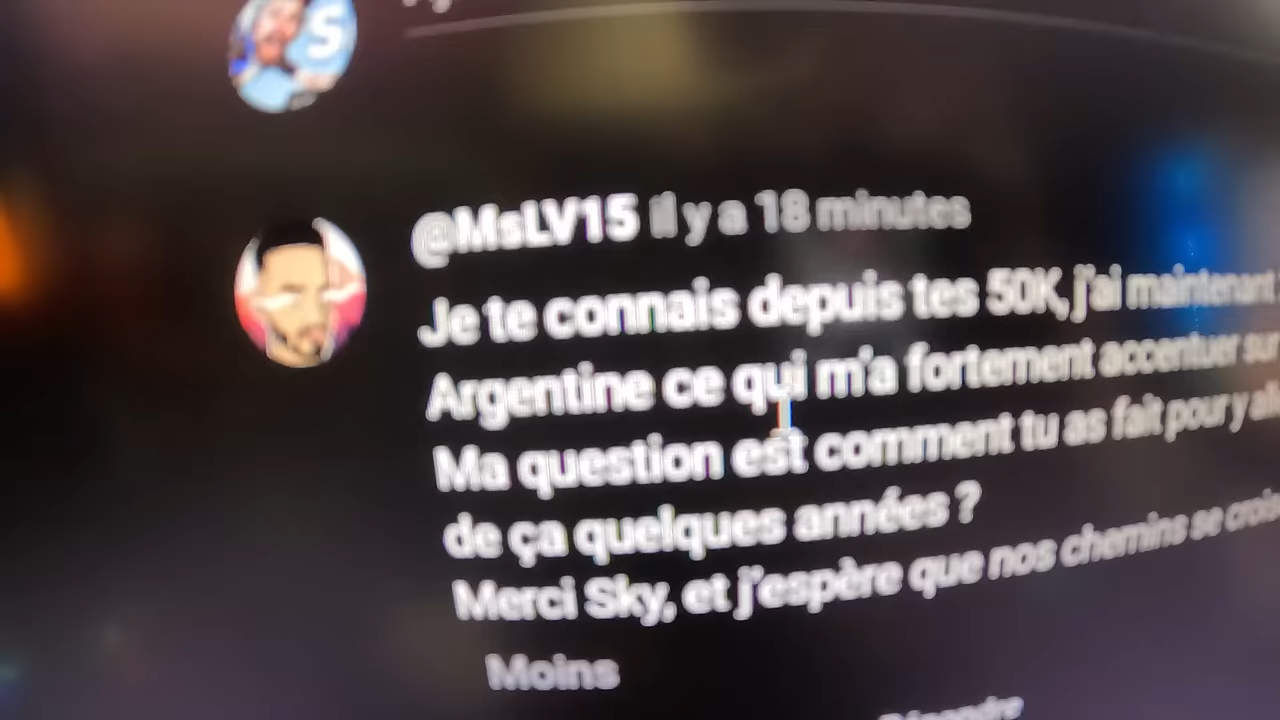 S
@MsLV15 il y a 18 minutes
Je te connais depuis tes 50K, j'ai maintenant
Argentine ce qui m'a fortement accentuer sur
Ma question est comment tu as fait pour y
de ça quelques années ?
Merci Sky, et j'espère que nos chemins se
Moins
Répondre